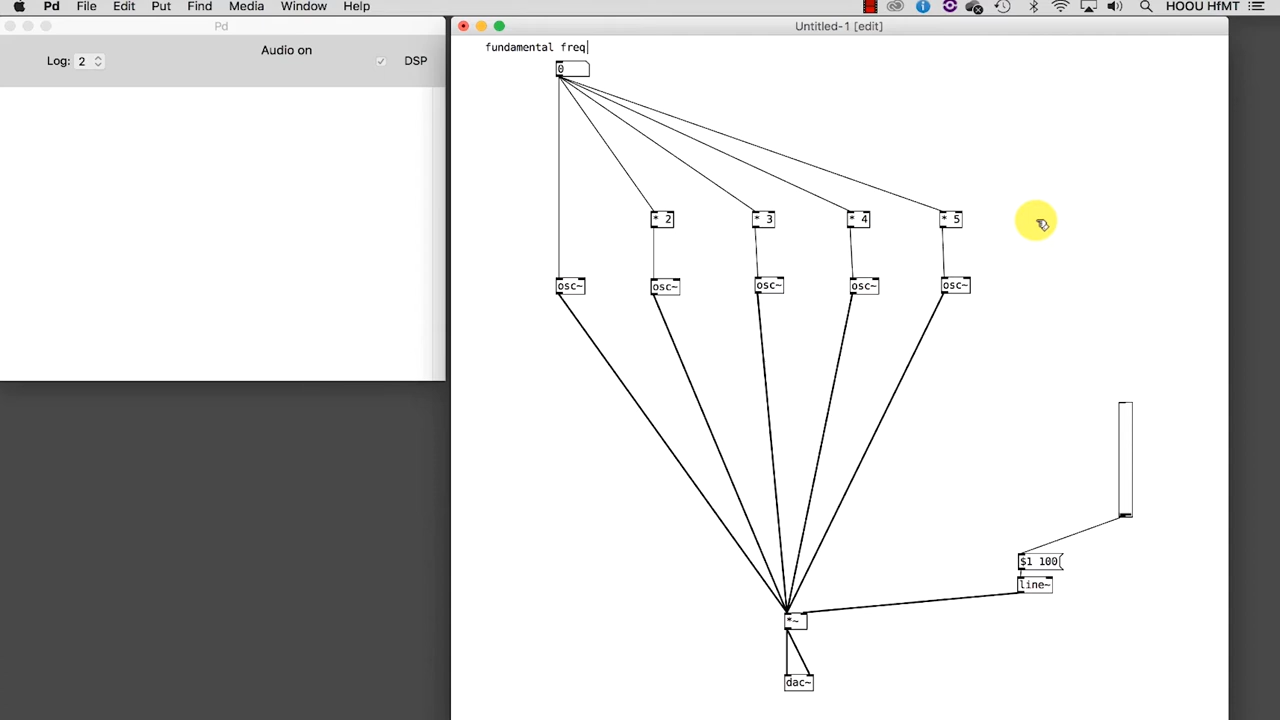 Pd File Edit Put Find Media Window Help HOOU HfMT
Pd
Untitled-1 [edit]
Audio on
Log: 2
DSP
fundamental freq
0
* 2
* 3
* 4
* 5
osc~
osc~
osc~
osc~
osc~
$1 100
line~
*~
dac~